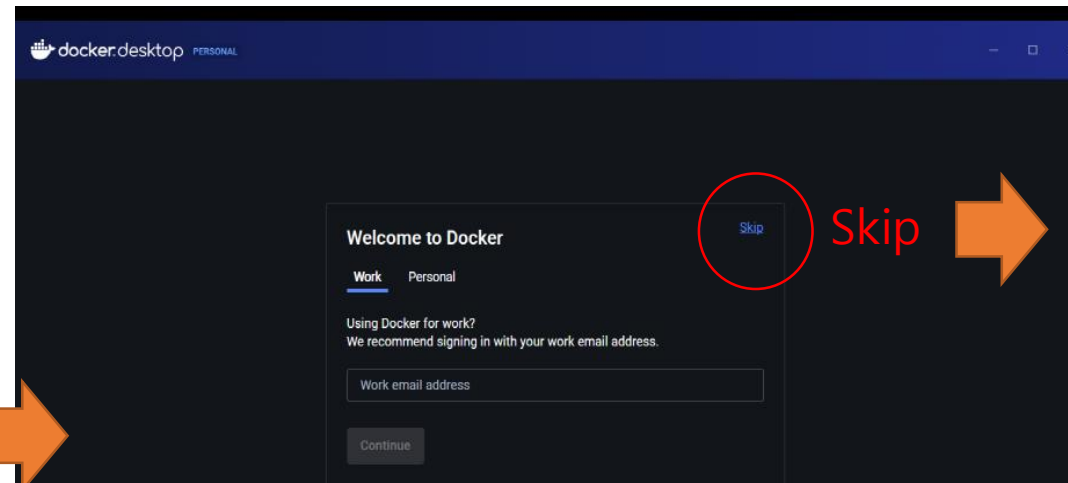 docker.desktop PERSONAL
Welcome to Docker
Skip
Skip
Work Personal
Using Docker for work?
We recommend signing in with your work email address.
Work email address
Continue